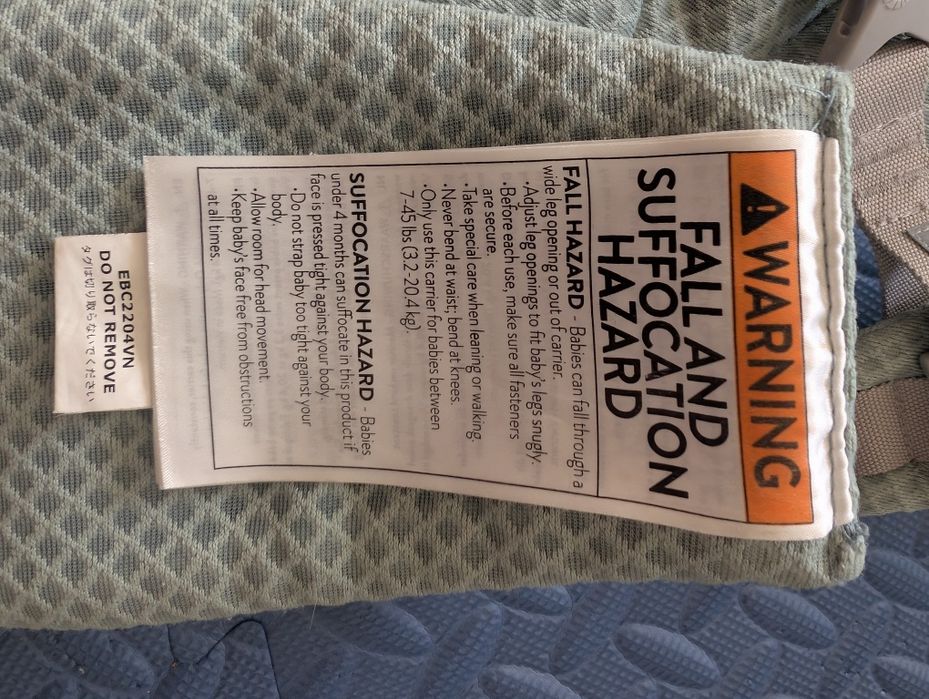 ⚠WARNING
FALL AND
SUFFOCATION
HAZARD
FALL HAZARD - Babies can fall through a
wide leg opening or out of carrier.
•Adjust leg openings to fit baby's legs snugly.
•Before each use, make sure all fasteners
are secure.
•Take special care when leaning or walking.
•Never bend at waist; bend at knees.
•Only use this carrier for babies between
7-45 lbs (3.2-20.4 kg).
SUFFOCATION HAZARD - Babies
under 4 months can suffocate in this product if
face is pressed tight against your body.
•Do not strap baby too tight against your
body.
•Allow room for head movement.
•Keep baby's face free from obstructions
at all times.
EBC2204VN
DO NOT REMOVE
タグは切り取らないでください